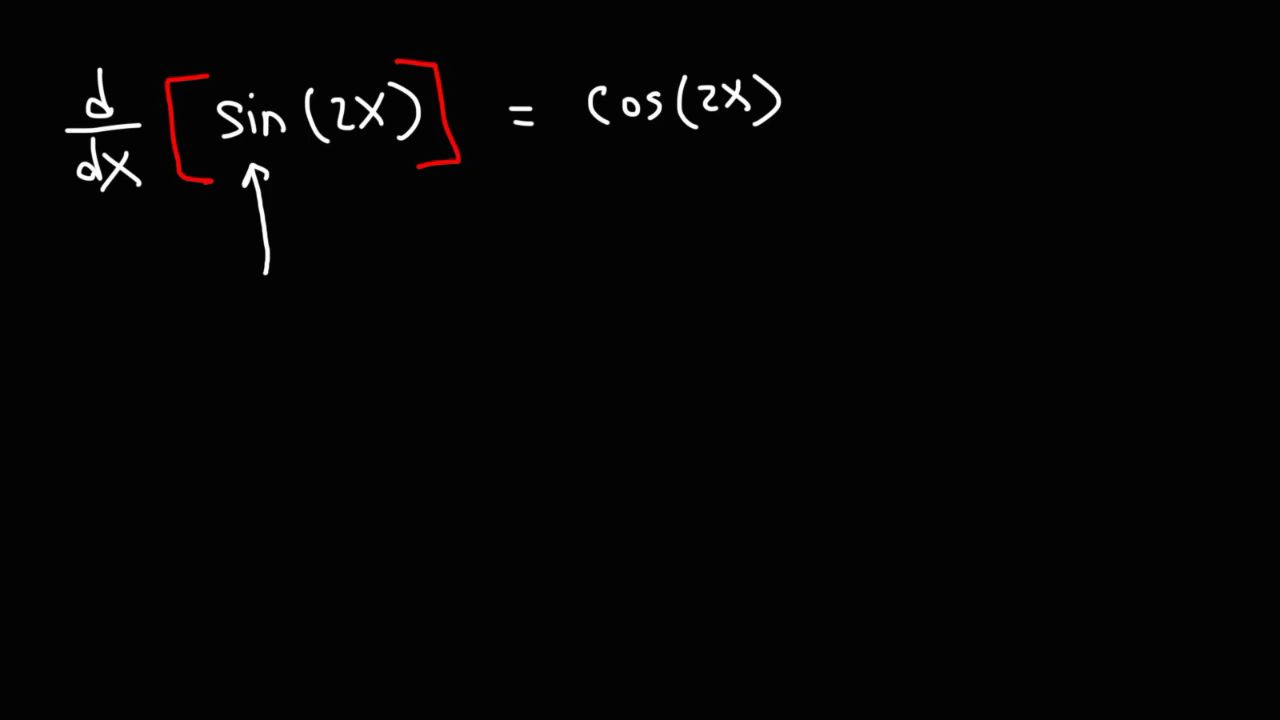 d/dx [sin(2x)] = cos(2x)